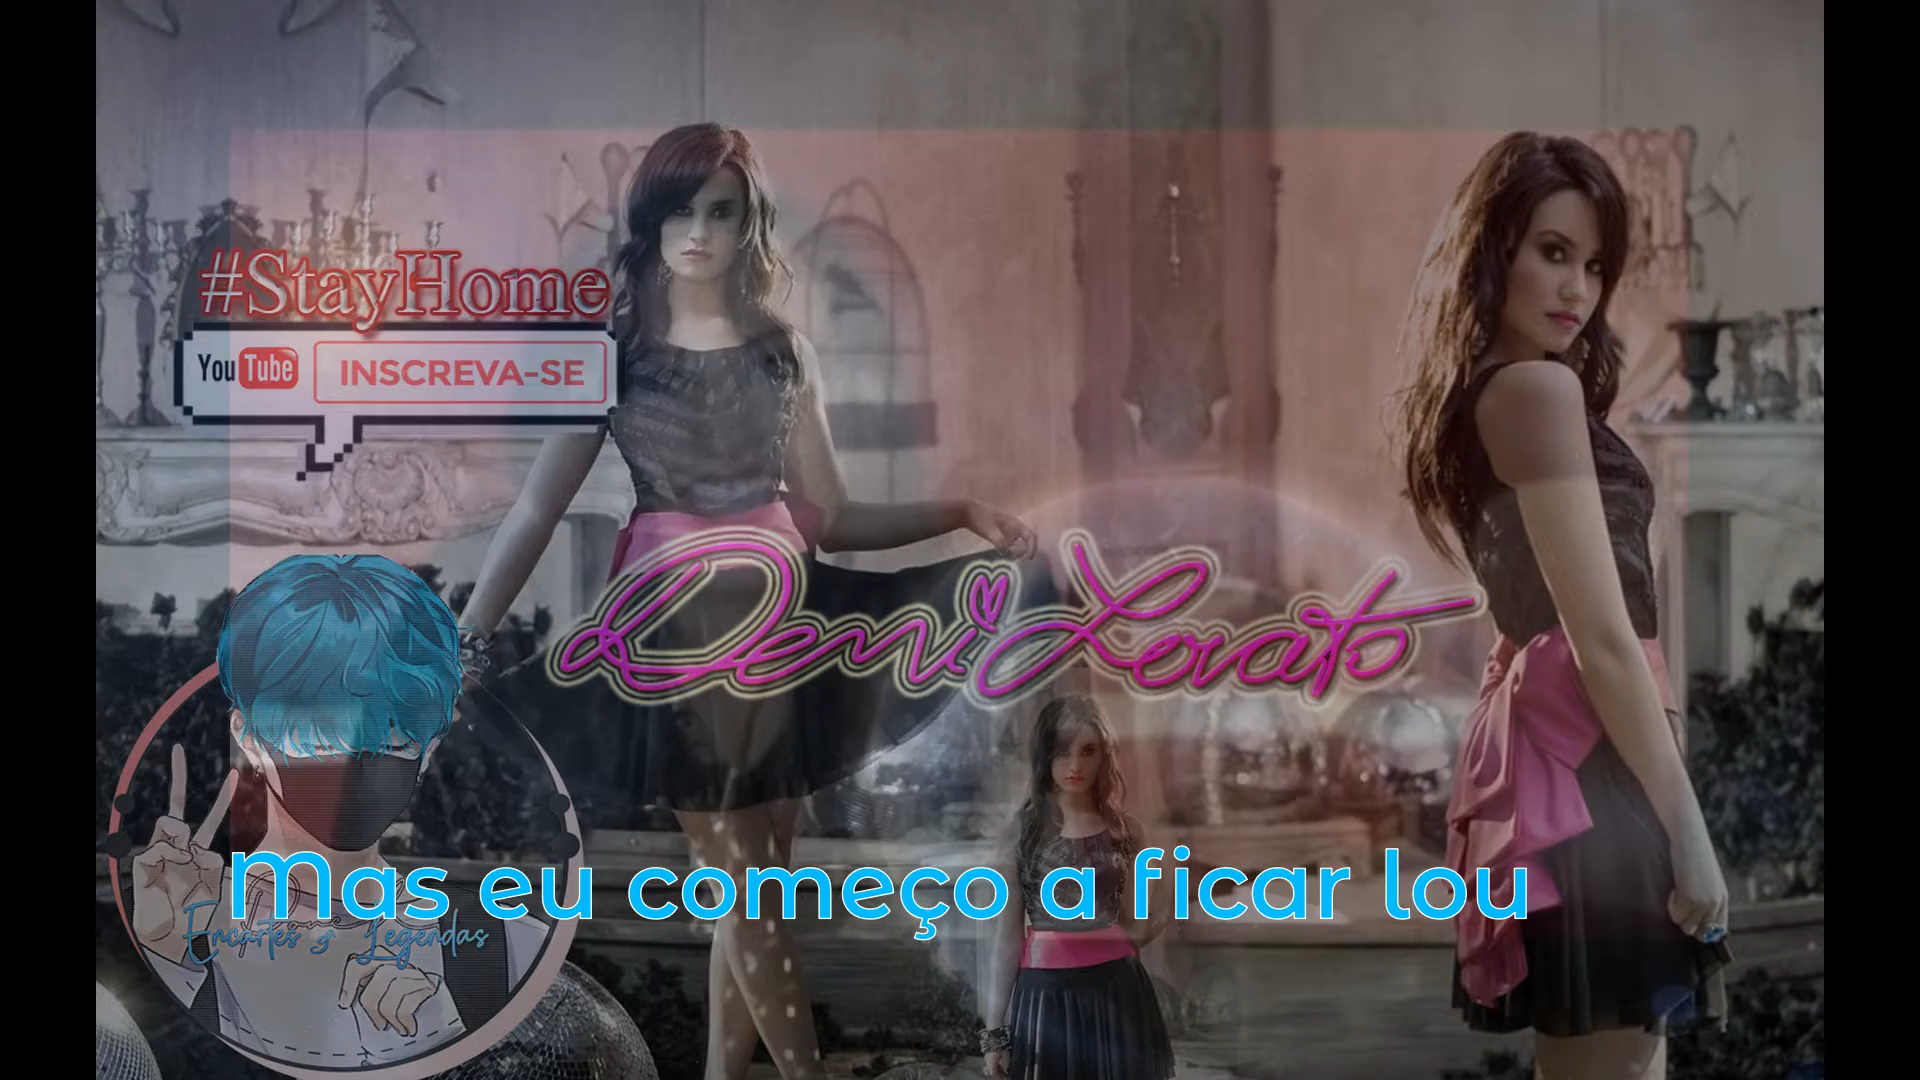 #StayHome
YouTube INSCREVA-SE
Demi Lovato
Mas eu começo a ficar lou
Encartes & Legendas